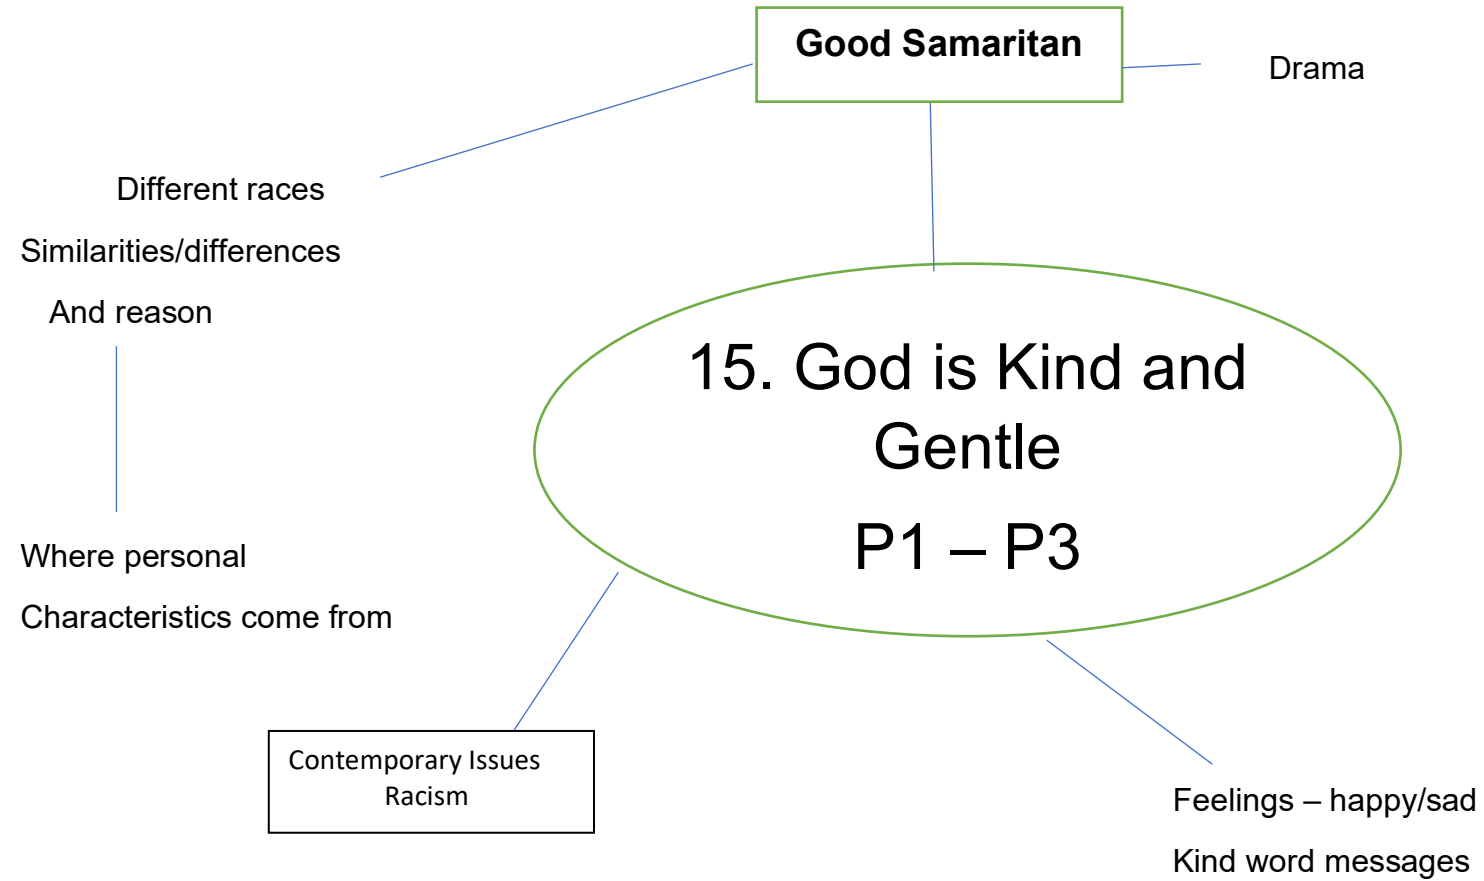 Good Samaritan
Drama
Different races
Similarities/differences
And reason
15. God is Kind and
Gentle
P1 – P3
Where personal
Characteristics come from
Contemporary Issues
Racism
Feelings – happy/sad
Kind word messages